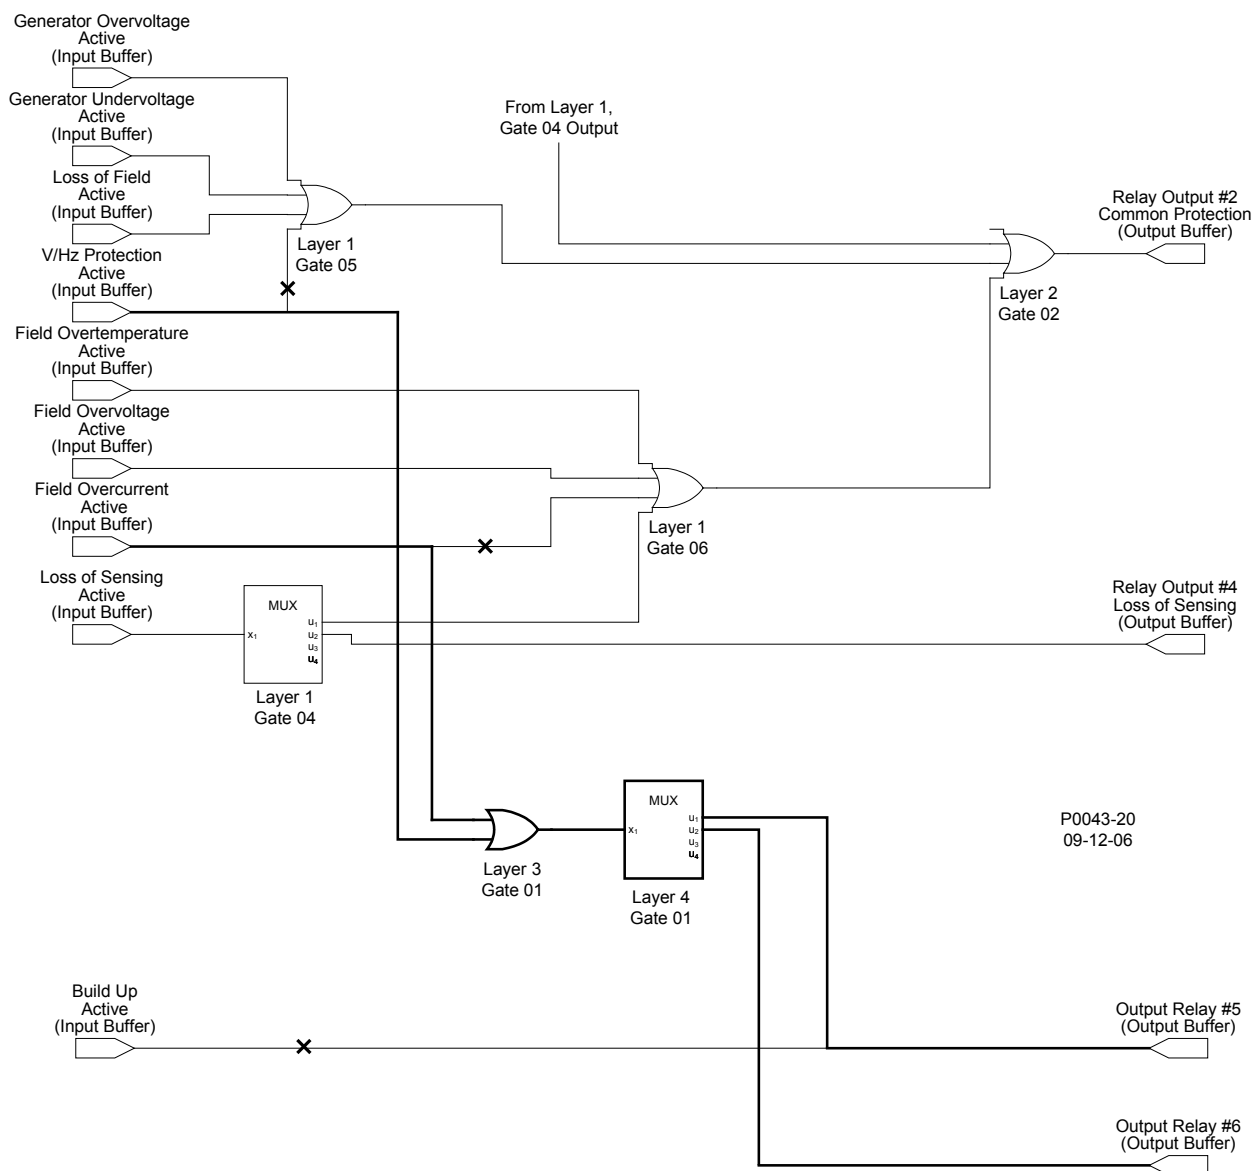 Generator Overvoltage
Active
(Input Buffer)
Generator Undervoltage
Active
(Input Buffer)
Loss of Field
Active
(Input Buffer)
V/Hz Protection
Active
(Input Buffer)
Field Overtemperature
Active
(Input Buffer)
Field Overvoltage
Active
(Input Buffer)
Field Overcurrent
Active
(Input Buffer)
Loss of Sensing
Active
(Input Buffer)
Layer 1
Gate 05
From Layer 1,
Gate 04 Output
Relay Output #2
Common Protection
(Output Buffer)
Layer 2
Gate 02
Layer 1
Gate 06
MUX
x1
u1
u2
u3
u4
Layer 1
Gate 04
Relay Output #4
Loss of Sensing
(Output Buffer)
Layer 3
Gate 01
MUX
x1
u1
u2
u3
u4
Layer 4
Gate 01
P0043-20
09-12-06
Build Up
Active
(Input Buffer)
Output Relay #5
(Output Buffer)
Output Relay #6
(Output Buffer)